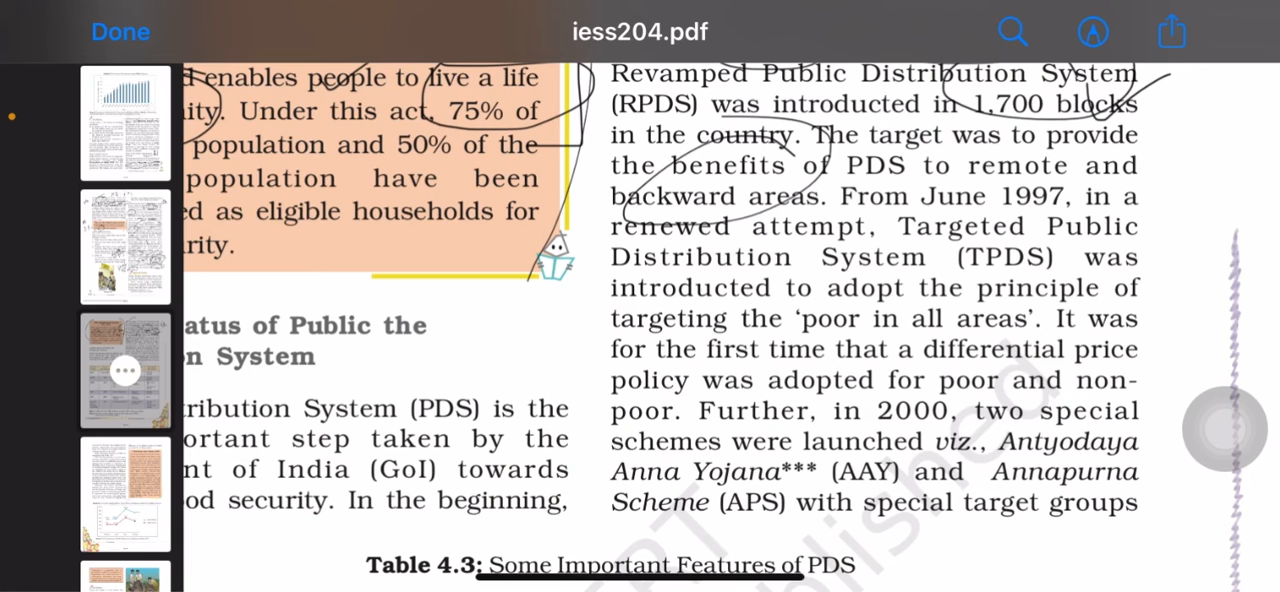 Done
iess204.pdf
enables people to live a life
ity. Under this act, 75% of
population and 50% of the
population have been
ed as eligible households for
rity.
atus of Public the
n System
tribution System (PDS) is the
ortant step taken by the
nt of India (GoI) towards
od security. In the beginning,
Revamped Public Distribution System
(RPDS) was introduced in 1,700 blocks
in the country. The target was to provide
the benefits of PDS to remote and
backward areas. From June 1997, in a
renewed attempt, Targeted Public
Distribution System (TPDS) was
introduced to adopt the principle of
targeting the ‘poor in all areas’. It was
for the first time that a differential price
policy was adopted for poor and non-
poor. Further, in 2000, two special
schemes were launched viz., Antyodaya
Anna Yojana*** (AAY) and Annapurna
Scheme (APS) with special target groups
Table 4.3: Some Important Features of PDS